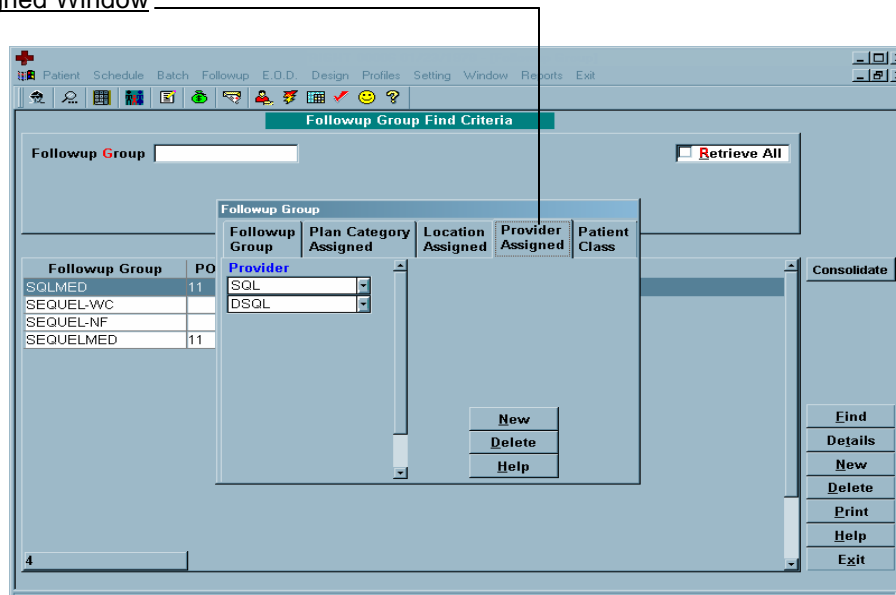 gned Window
Patient Schedule Batch Followup E.O.D. Design Profiles Setting Window Reports Exit
Followup Group Find Criteria
Followup Group
Retrieve All
Followup Group
Followup Group Plan Category Assigned Location Assigned Provider Assigned Patient Class
Provider
SQL
DSQL
New
Delete
Help
Followup Group PO
SQLMED 11
SEQUEL-WC
SEQUEL-NF
SEQUELMED 11
4
Consolidate
Find
Details
New
Delete
Print
Help
Exit